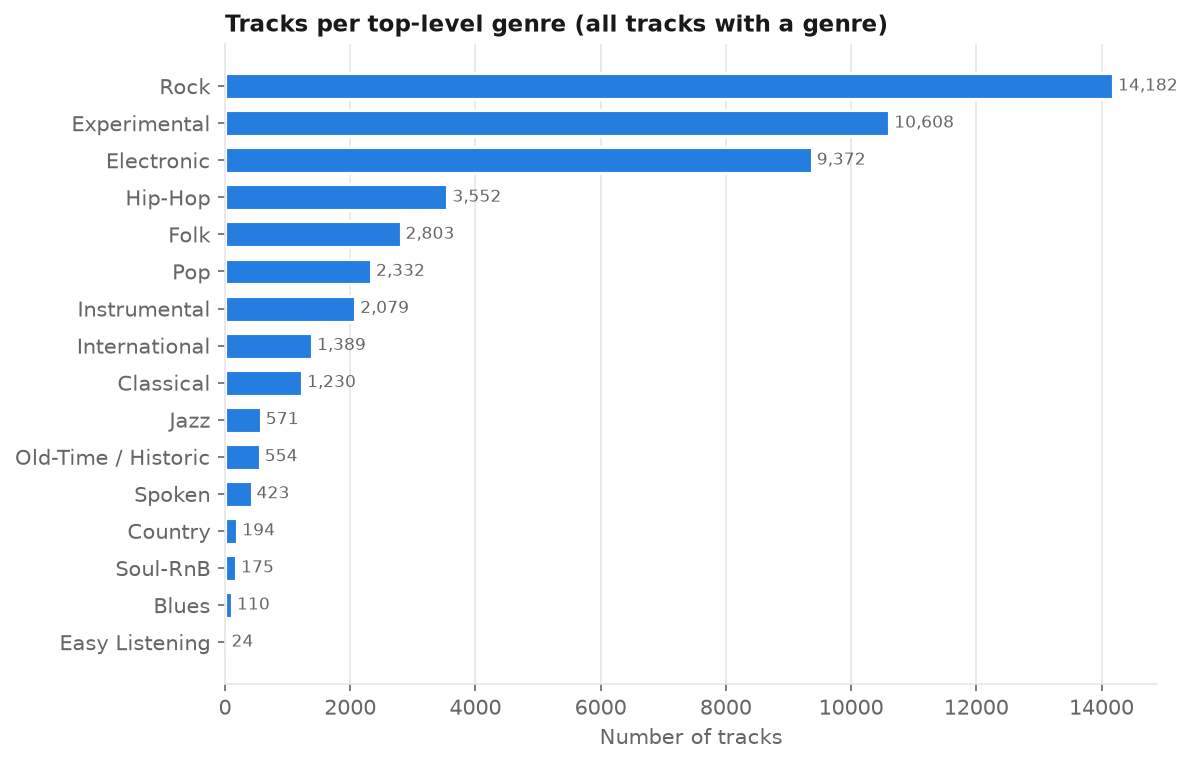 Tracks per top-level genre (all tracks with a genre)
Rock 14,182
Experimental 10,608
Electronic 9,372
Hip-Hop 3,552
Folk 2,803
Pop 2,332
Instrumental 2,079
International 1,389
Classical 1,230
Jazz 571
Old-Time / Historic 554
Spoken 423
Country 194
Soul-RnB 175
Blues 110
Easy Listening 24
0 2000 4000 6000 8000 10000 12000 14000
Number of tracks